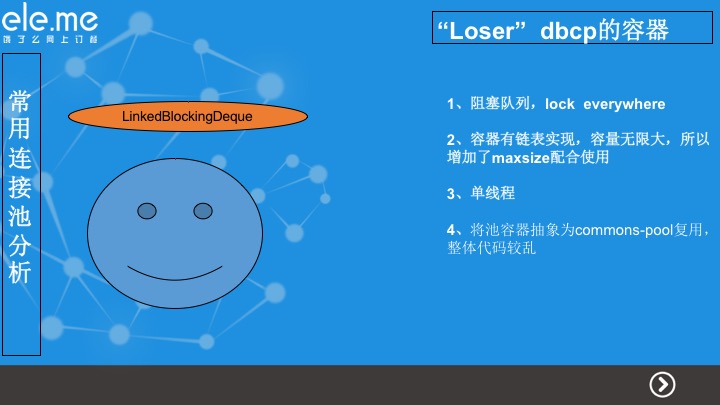 ele.me
饿了么网上订餐
“Loser” dbcp的容器
常用连接池分析
LinkedBlockingDeque
1、阻塞队列，lock everywhere
2、容器有链表实现，容量无限大，所以
增加了maxsize配合使用
3、单线程
4、将池容器抽象为commons-pool复用，
整体代码较乱